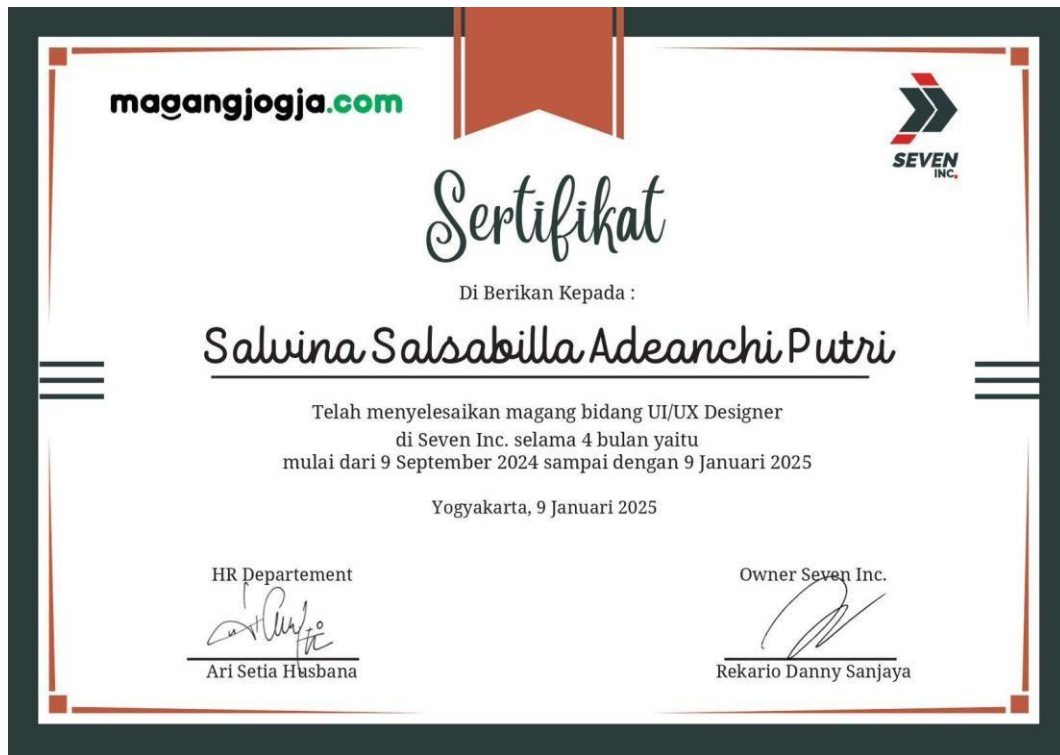 magangjogja.com
SEVEN
INC.
Sertifikat
Di Berikan Kepada :
Salvina Salsabilla Adeanchi Putri
Telah menyelesaikan magang bidang UI/UX Designer
di Seven Inc. selama 4 bulan yaitu
mulai dari 9 September 2024 sampai dengan 9 Januari 2025
Yogyakarta, 9 Januari 2025
HR Departement
Owner Seven Inc.
Ari Setia Husbana
Rekario Danny Sanjaya